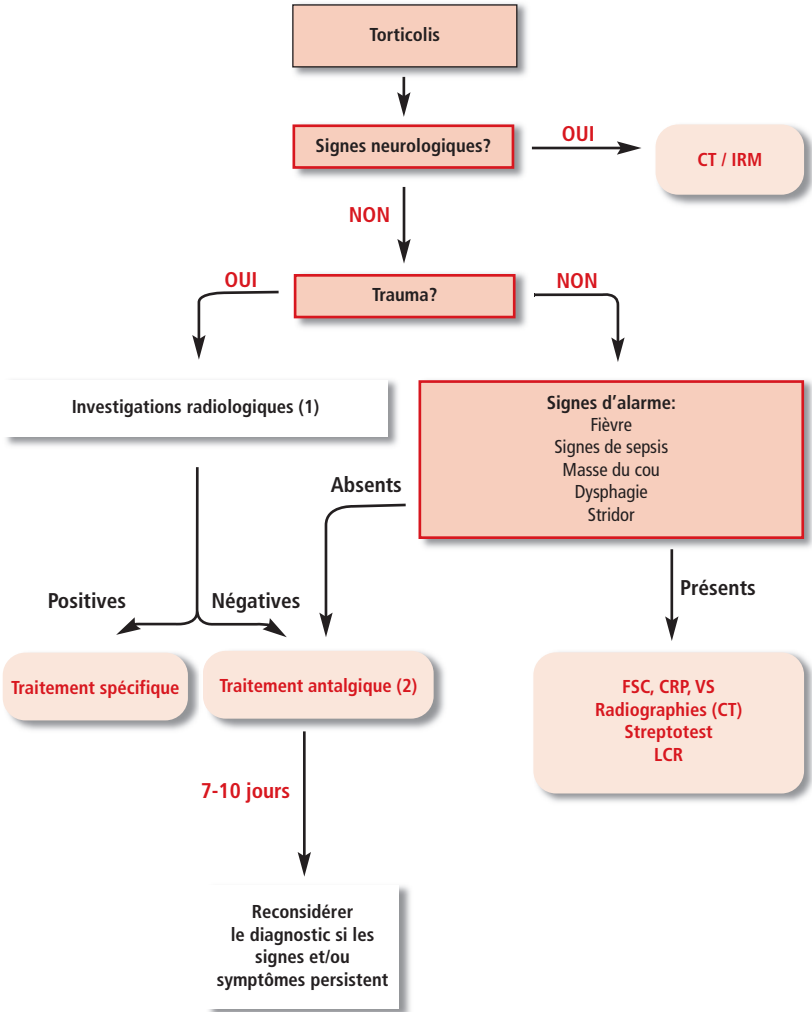 Torticolis
Signes neurologiques?
OUI
CT / IRM
NON
OUI
Trauma?
NON
Investigations radiologiques (1)
Signes d'alarme:
Fièvre
Signes de sepsis
Masse du cou
Dysphagie
Stridor
Absents
Présents
Positives
Négatives
Traitement spécifique
Traitement antalgique (2)
FSC, CRP, VS
Radiographies (CT)
Streptotest
LCR
7-10 jours
Reconsidérer
le diagnostic si les
signes et/ou
symptômes persistent